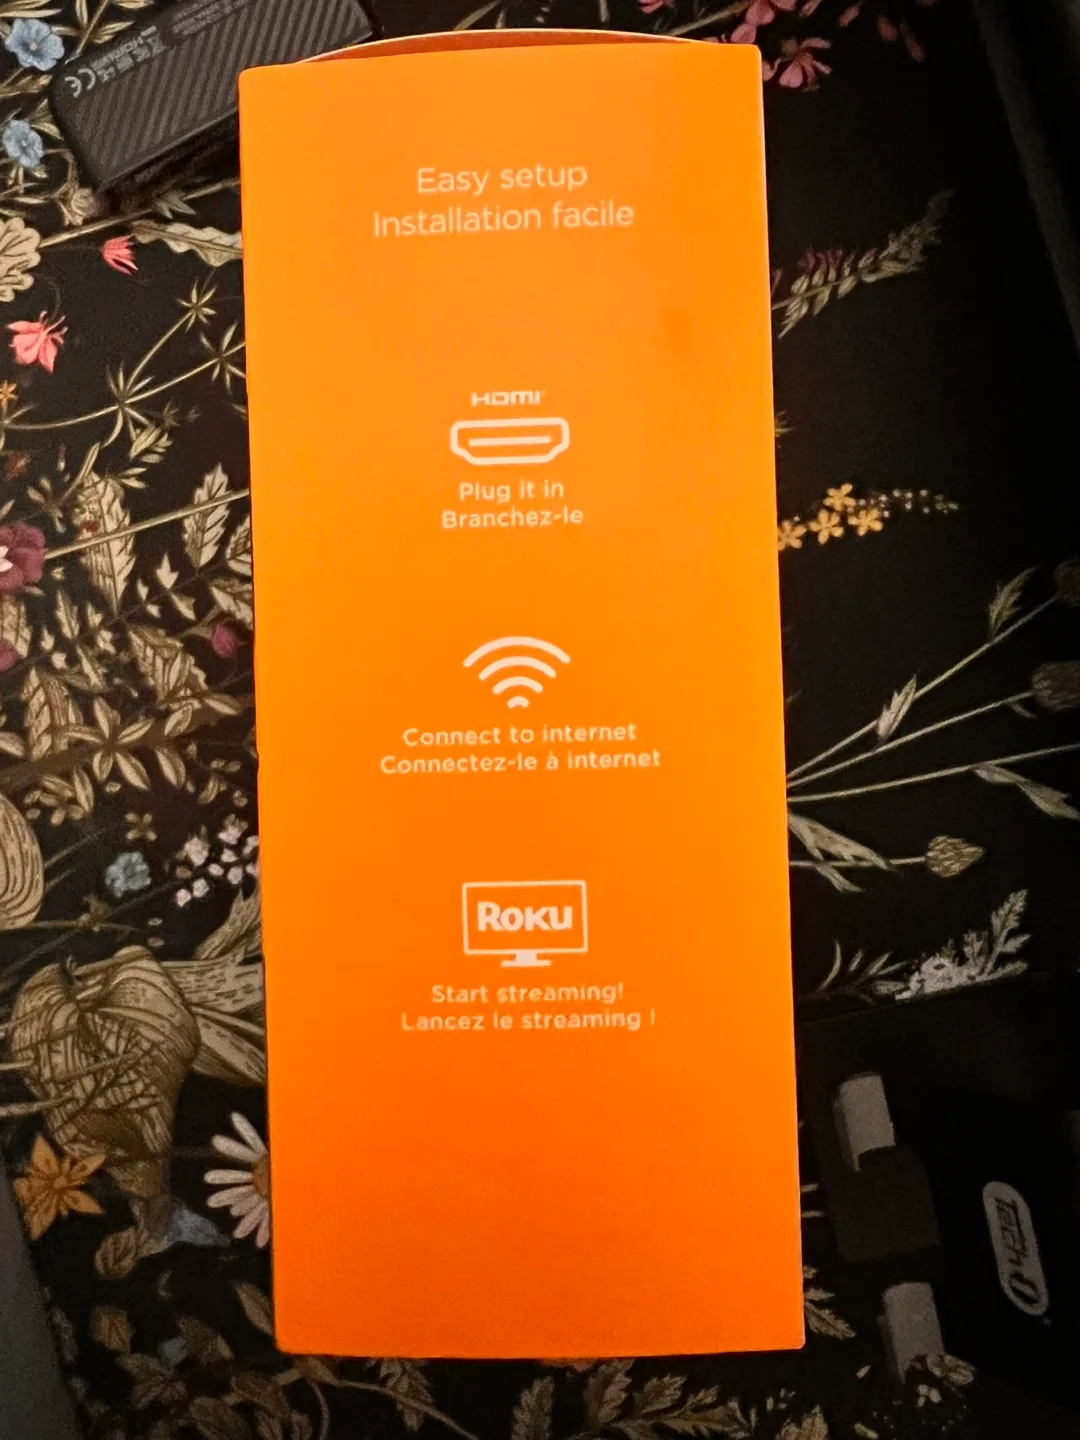 Easy setup
Installation facile
HDMI
Plug it in
Branchez-le
Connect to internet
Connectez-le à internet
Roku
Start streaming!
Lancez le streaming !